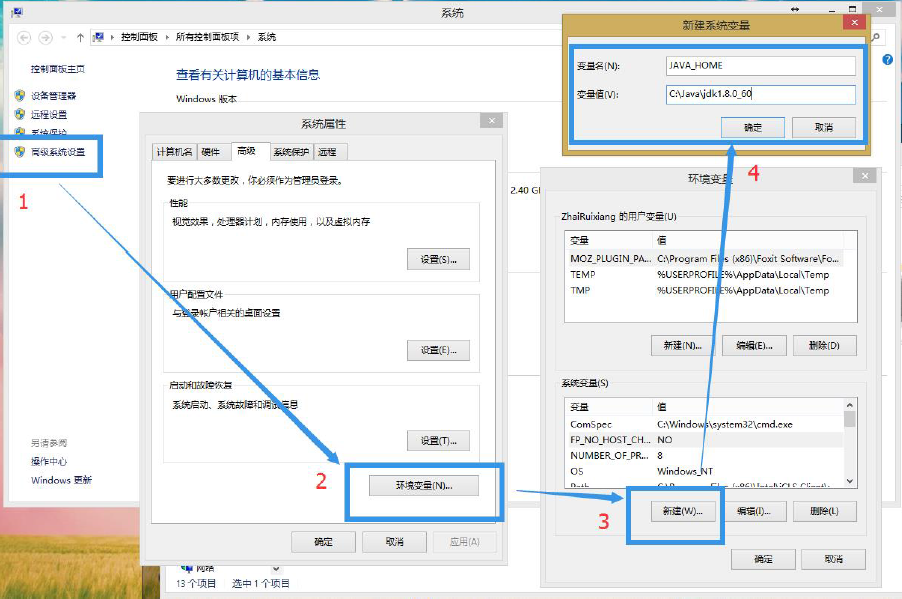 系统
控制面板
所有控制面板项
系统
控制面板主页
设备管理器
远程设置
系统保护
高级系统设置
1
查看有关计算机的基本信息
Windows 版本
2.40
另请参阅
操作中心
Windows 更新
网络
13 个项目
选中 1 个项目
系统属性
计算机名
硬件
高级
系统保护
远程
要进行大多数更改，你必须作为管理员登录。
性能
视觉效果，处理器计划，内存使用，以及虚拟内存
设置(S)...
用户配置文件
与登录帐户相关的桌面设置
设置(E)...
启动和故障恢复
系统启动、系统故障和调试信息
设置(T)...
2
环境变量(N)...
确定
取消
应用(A)
新建系统变量
变量名(N):
JAVA_HOME
变量值(V):
C:\Java\jdk1.8.0_60
确定
取消
4
环境变量
ZhaiRuixiang 的用户变量(U)
变量
值
MOZ_PLUGIN_PA...
C:\Program Files (x86)\Foxit Software\Fo...
TEMP
%USERPROFILE%\AppData\Local\Temp
TMP
%USERPROFILE%\AppData\Local\Temp
新建(N)...
编辑(E)...
删除(D)
系统变量(S)
变量
值
ComSpec
C:\Windows\system32\cmd.exe
FP_NO_HOST_CH...
NO
NUMBER_OF_PR...
8
OS
Windows_NT
Path
3
新建(W)...
编辑(I)...
删除(L)
确定
取消